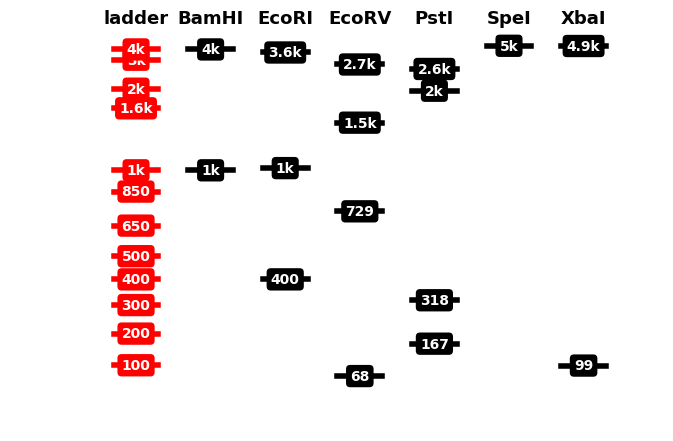 ladder BamHI EcoRI EcoRV PstI SpeI XbaI
5k 4.9k
4k 4k
3.6k
3k 2.7k
2.6k
2k 2k
1.6k
1.5k
1k 1k 1k
850
729
650
500
400 400
318
300
200
167
100 99
68